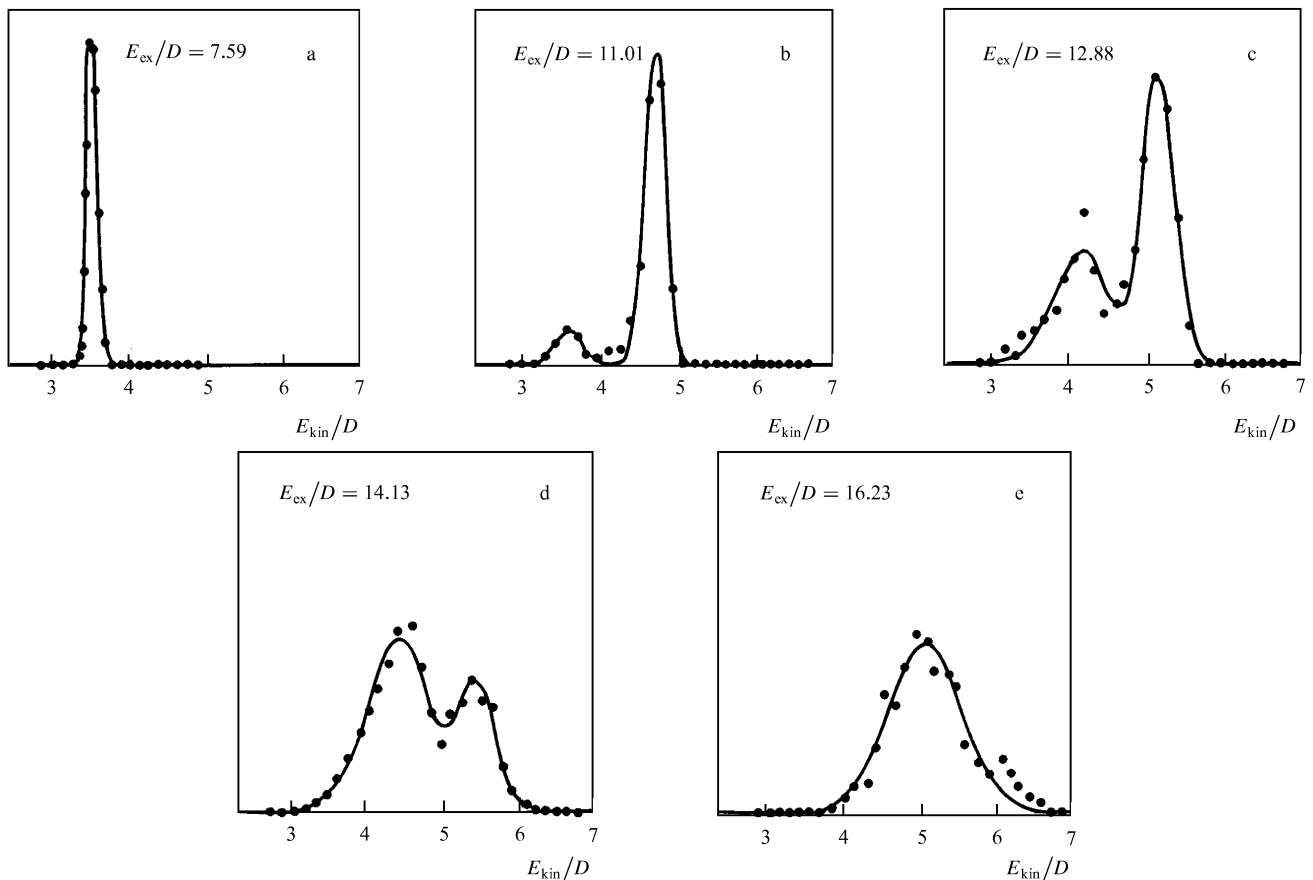 E_ex/D = 7.59 a
3 4 5 6 7
E_kin/D
E_ex/D = 11.01 b
3 4 5 6 7
E_kin/D
E_ex/D = 12.88 c
3 4 5 6 7
E_kin/D
E_ex/D = 14.13 d
3 4 5 6 7
E_kin/D
E_ex/D = 16.23 e
3 4 5 6 7
E_kin/D